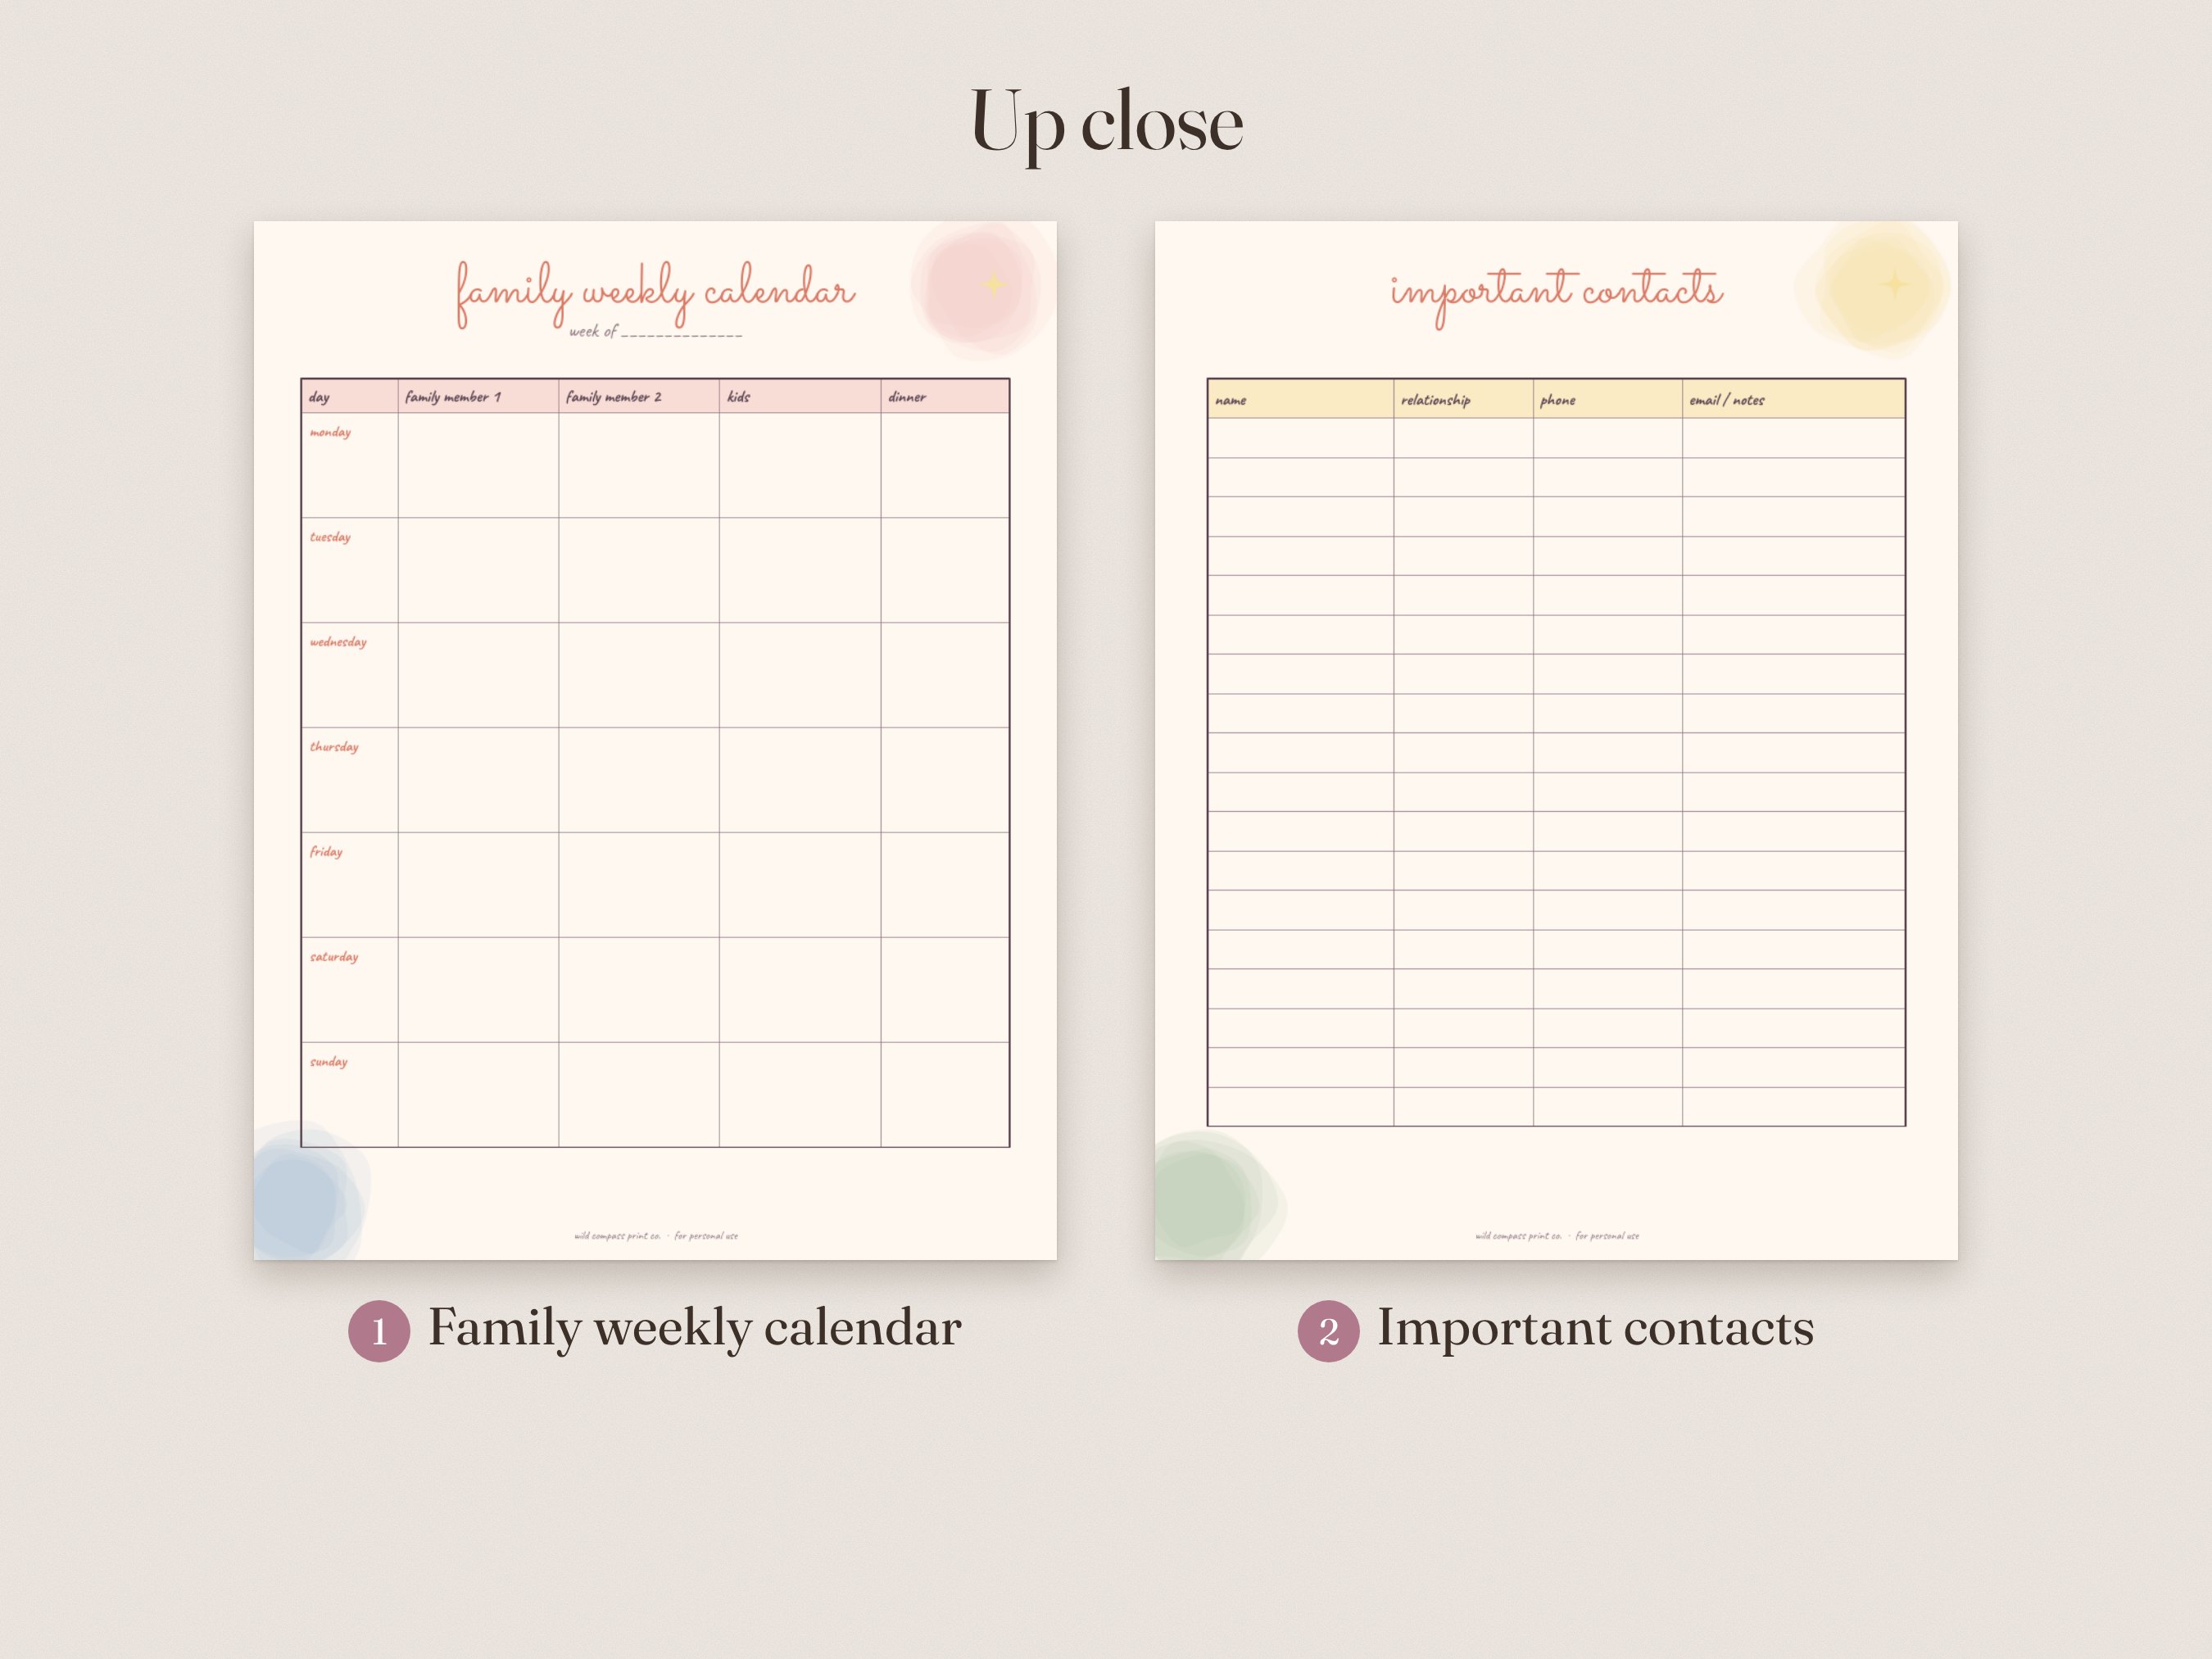 Up close
family weekly calendar
week of ______________
day family member 1 family member 2 kids dinner
monday
tuesday
wednesday
thursday
friday
saturday
sunday
wild compass print co. · for personal use
important contacts
name relationship phone email / notes
wild compass print co. · for personal use
1 Family weekly calendar
2 Important contacts